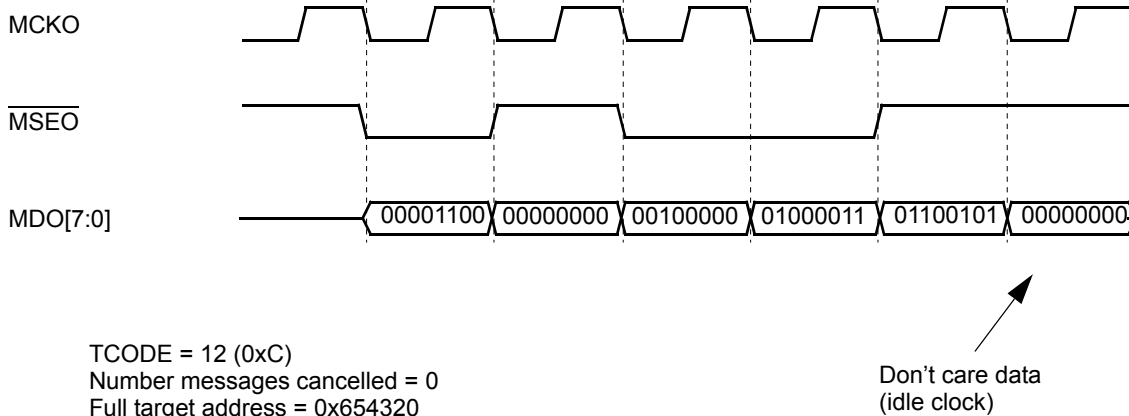 MCKO
MSEO
MDO[7:0]
00001100 00000000 00100000 01000011 01100101 00000000
TCODE = 12 (0xC)
Number messages cancelled = 0
Full target address = 0x654320
Don't care data
(idle clock)